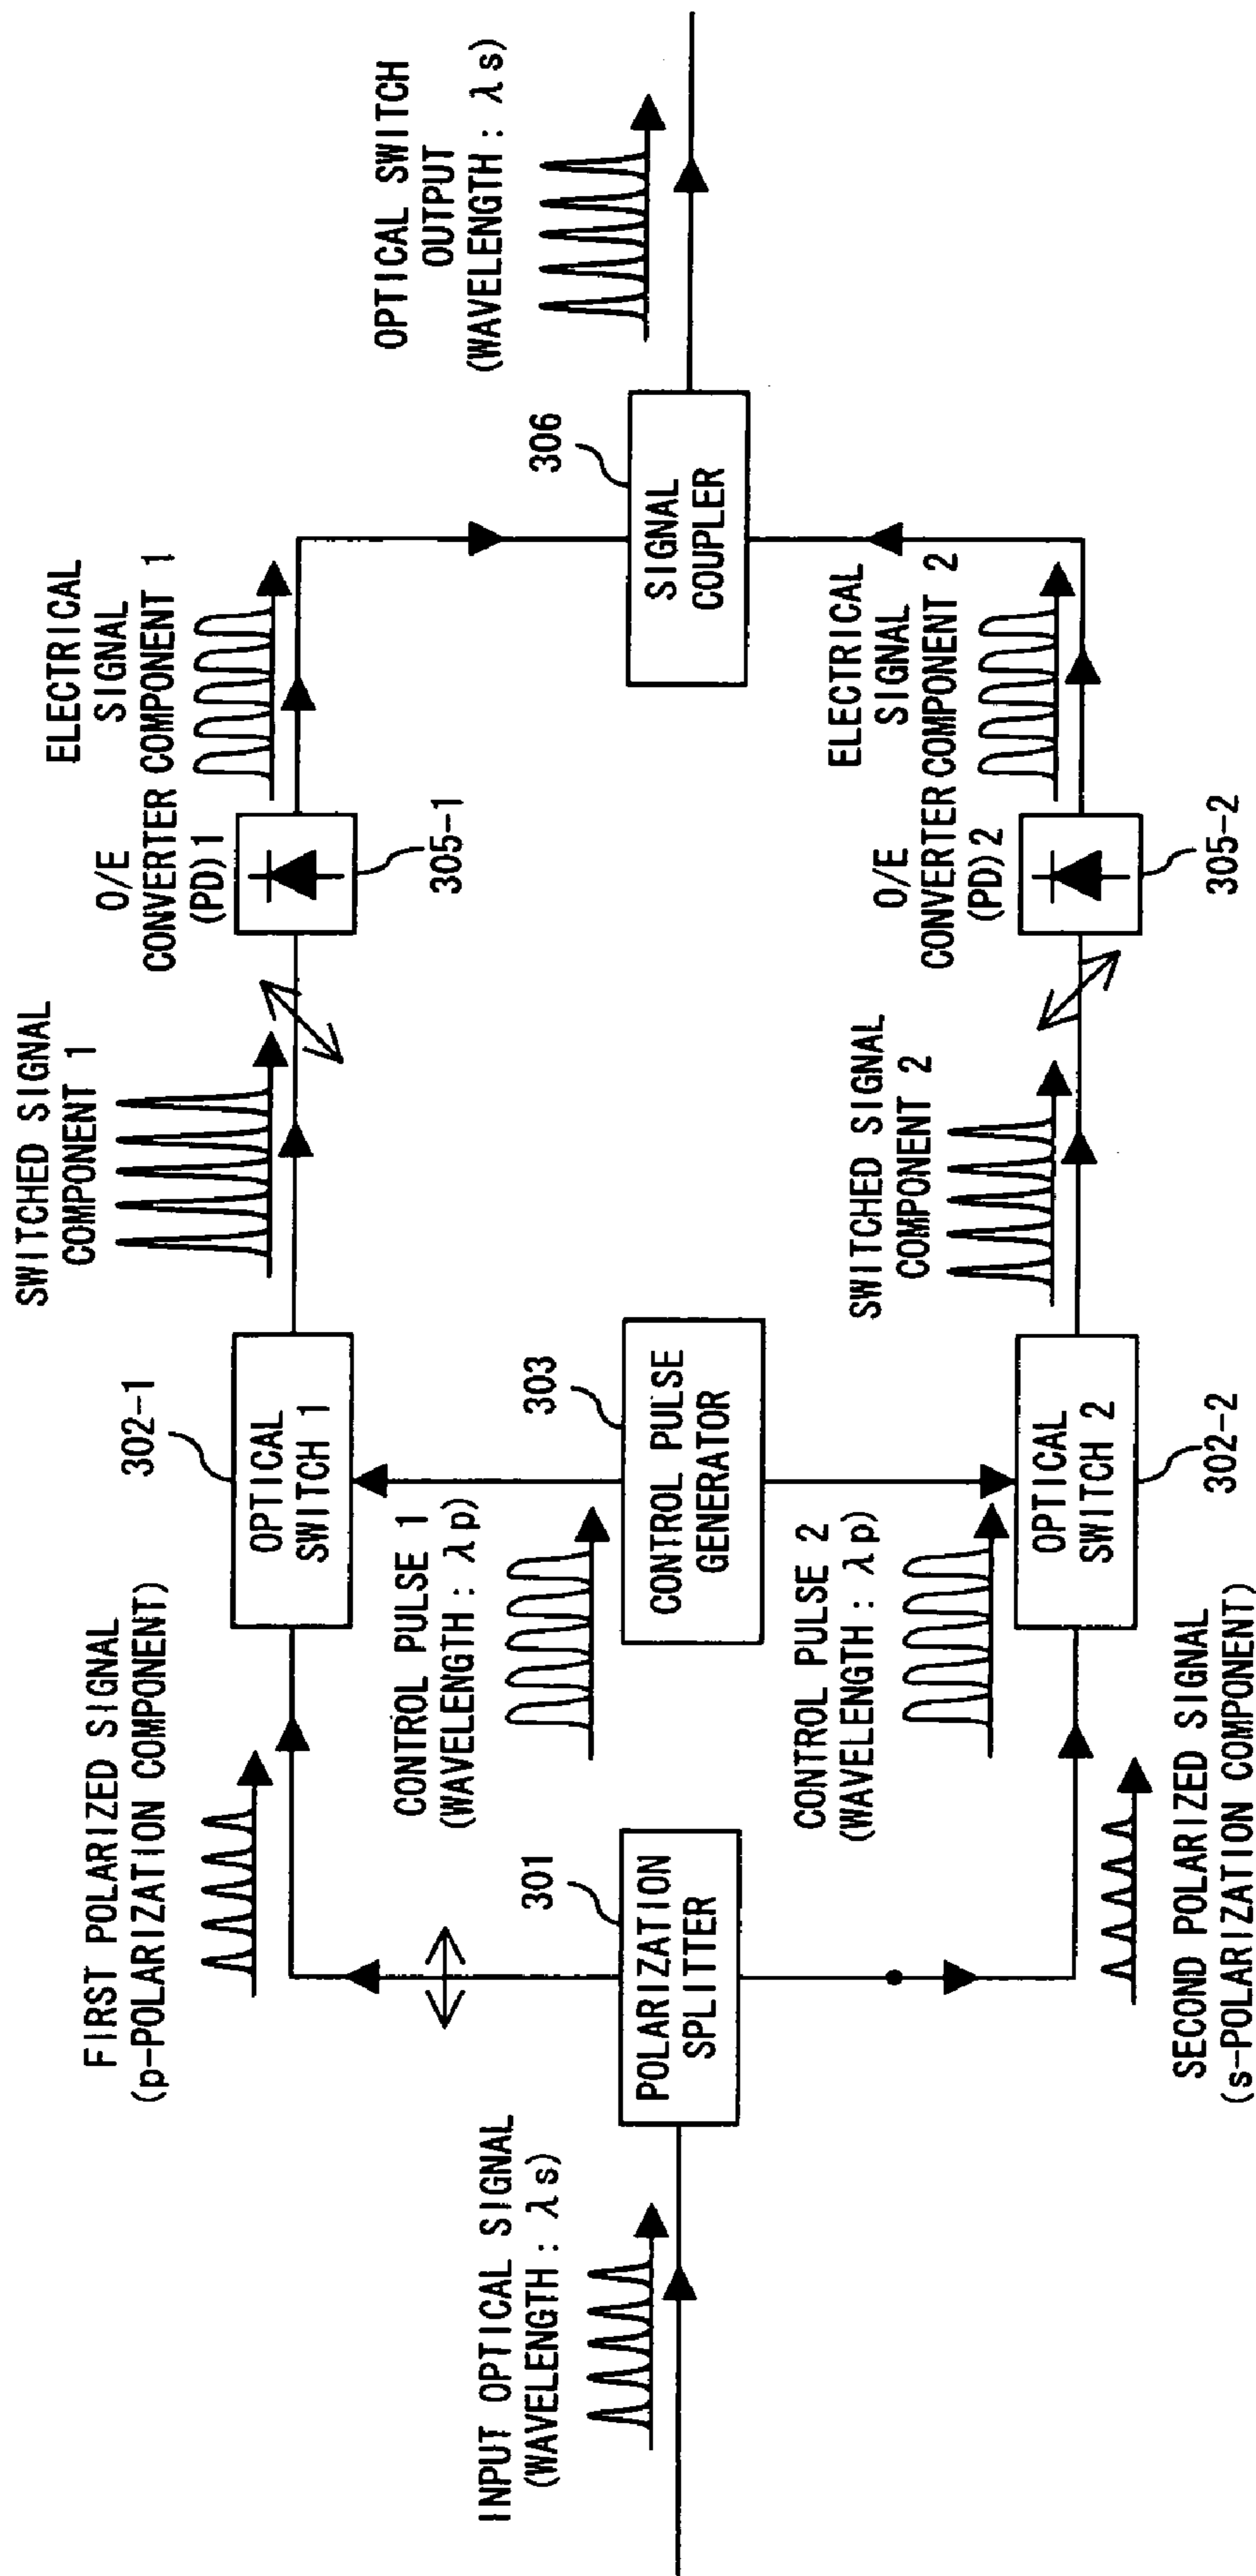 INPUT OPTICAL SIGNAL
(WAVELENGTH : λs)
301
POLARIZATION
SPLITTER
FIRST POLARIZED SIGNAL
(p-POLARIZATION COMPONENT)
SECOND POLARIZED SIGNAL
(s-POLARIZATION COMPONENT)
CONTROL PULSE 1
(WAVELENGTH : λp)
CONTROL PULSE 2
(WAVELENGTH : λp)
302-1
OPTICAL
SWITCH 1
303
CONTROL PULSE
GENERATOR
OPTICAL
SWITCH 2
302-2
SWITCHED SIGNAL
COMPONENT 1
SWITCHED SIGNAL
COMPONENT 2
O/E
CONVERTER
(PD) 1
305-1
O/E
CONVERTER
(PD) 2
305-2
ELECTRICAL
SIGNAL
COMPONENT 1
ELECTRICAL
SIGNAL
COMPONENT 2
306
SIGNAL
COUPLER
OPTICAL SWITCH
OUTPUT
(WAVELENGTH : λs)